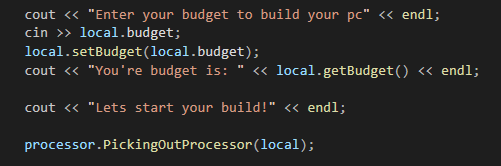 cout << "Enter your budget to build your pc" << endl;
cin >> local.budget;
local.setBudget(local.budget);
cout << "You're budget is: " << local.getBudget() << endl;
cout << "Lets start your build!" << endl;
processor.PickingOutProcessor(local);